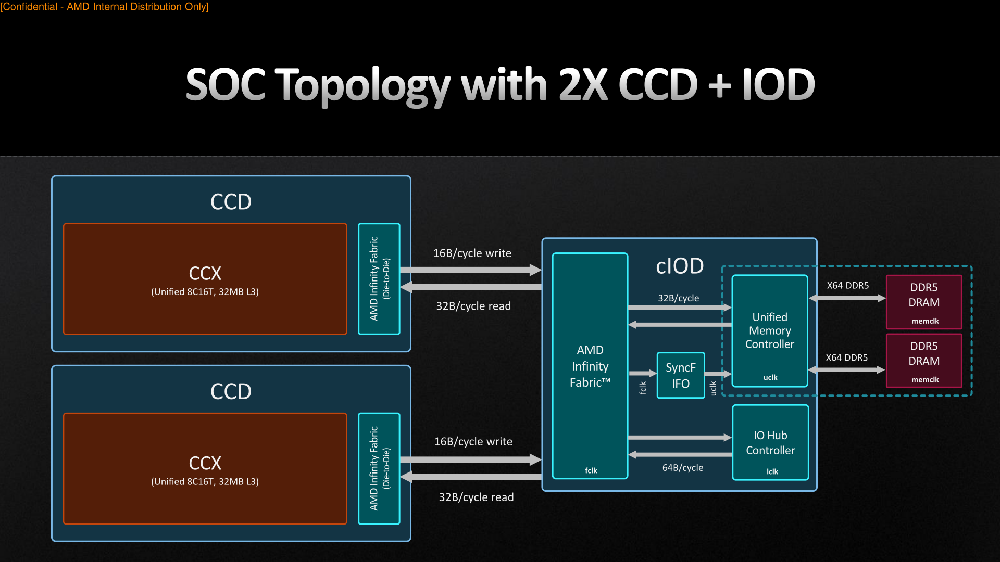 [Confidential - AMD Internal Distribution Only]
SOC Topology with 2X CCD + IOD
CCD
CCX
(Unified 8C16T, 32MB L3)
AMD Infinity Fabric
(Die-to-Die)
16B/cycle write
32B/cycle read
CCD
CCX
(Unified 8C16T, 32MB L3)
AMD Infinity Fabric
(Die-to-Die)
16B/cycle write
32B/cycle read
cIOD
AMD
Infinity
Fabric™
fclk
32B/cycle
SyncF
IFO
fclk
uclk
64B/cycle
Unified
Memory
Controller
uclk
IO Hub
Controller
lclk
X64 DDR5
DDR5
DRAM
memclk
X64 DDR5
DDR5
DRAM
memclk